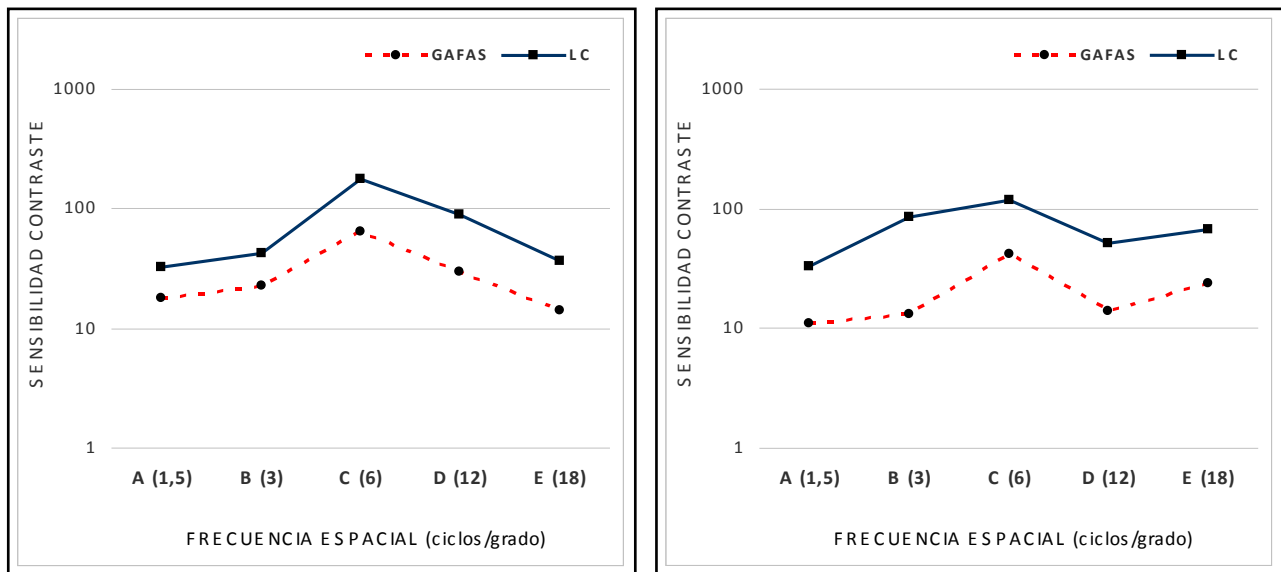 GAFAS LC
1000
100
10
1
SENSIBILIDAD CONTRASTE
A (1,5) B (3) C (6) D (12) E (18)
FRECUENCIA ESPACIAL (ciclos/grado)
GAFAS LC
1000
100
10
1
SENSIBILIDAD CONTRASTE
A (1,5) B (3) C (6) D (12) E (18)
FRECUENCIA ESPACIAL (ciclos/grado)